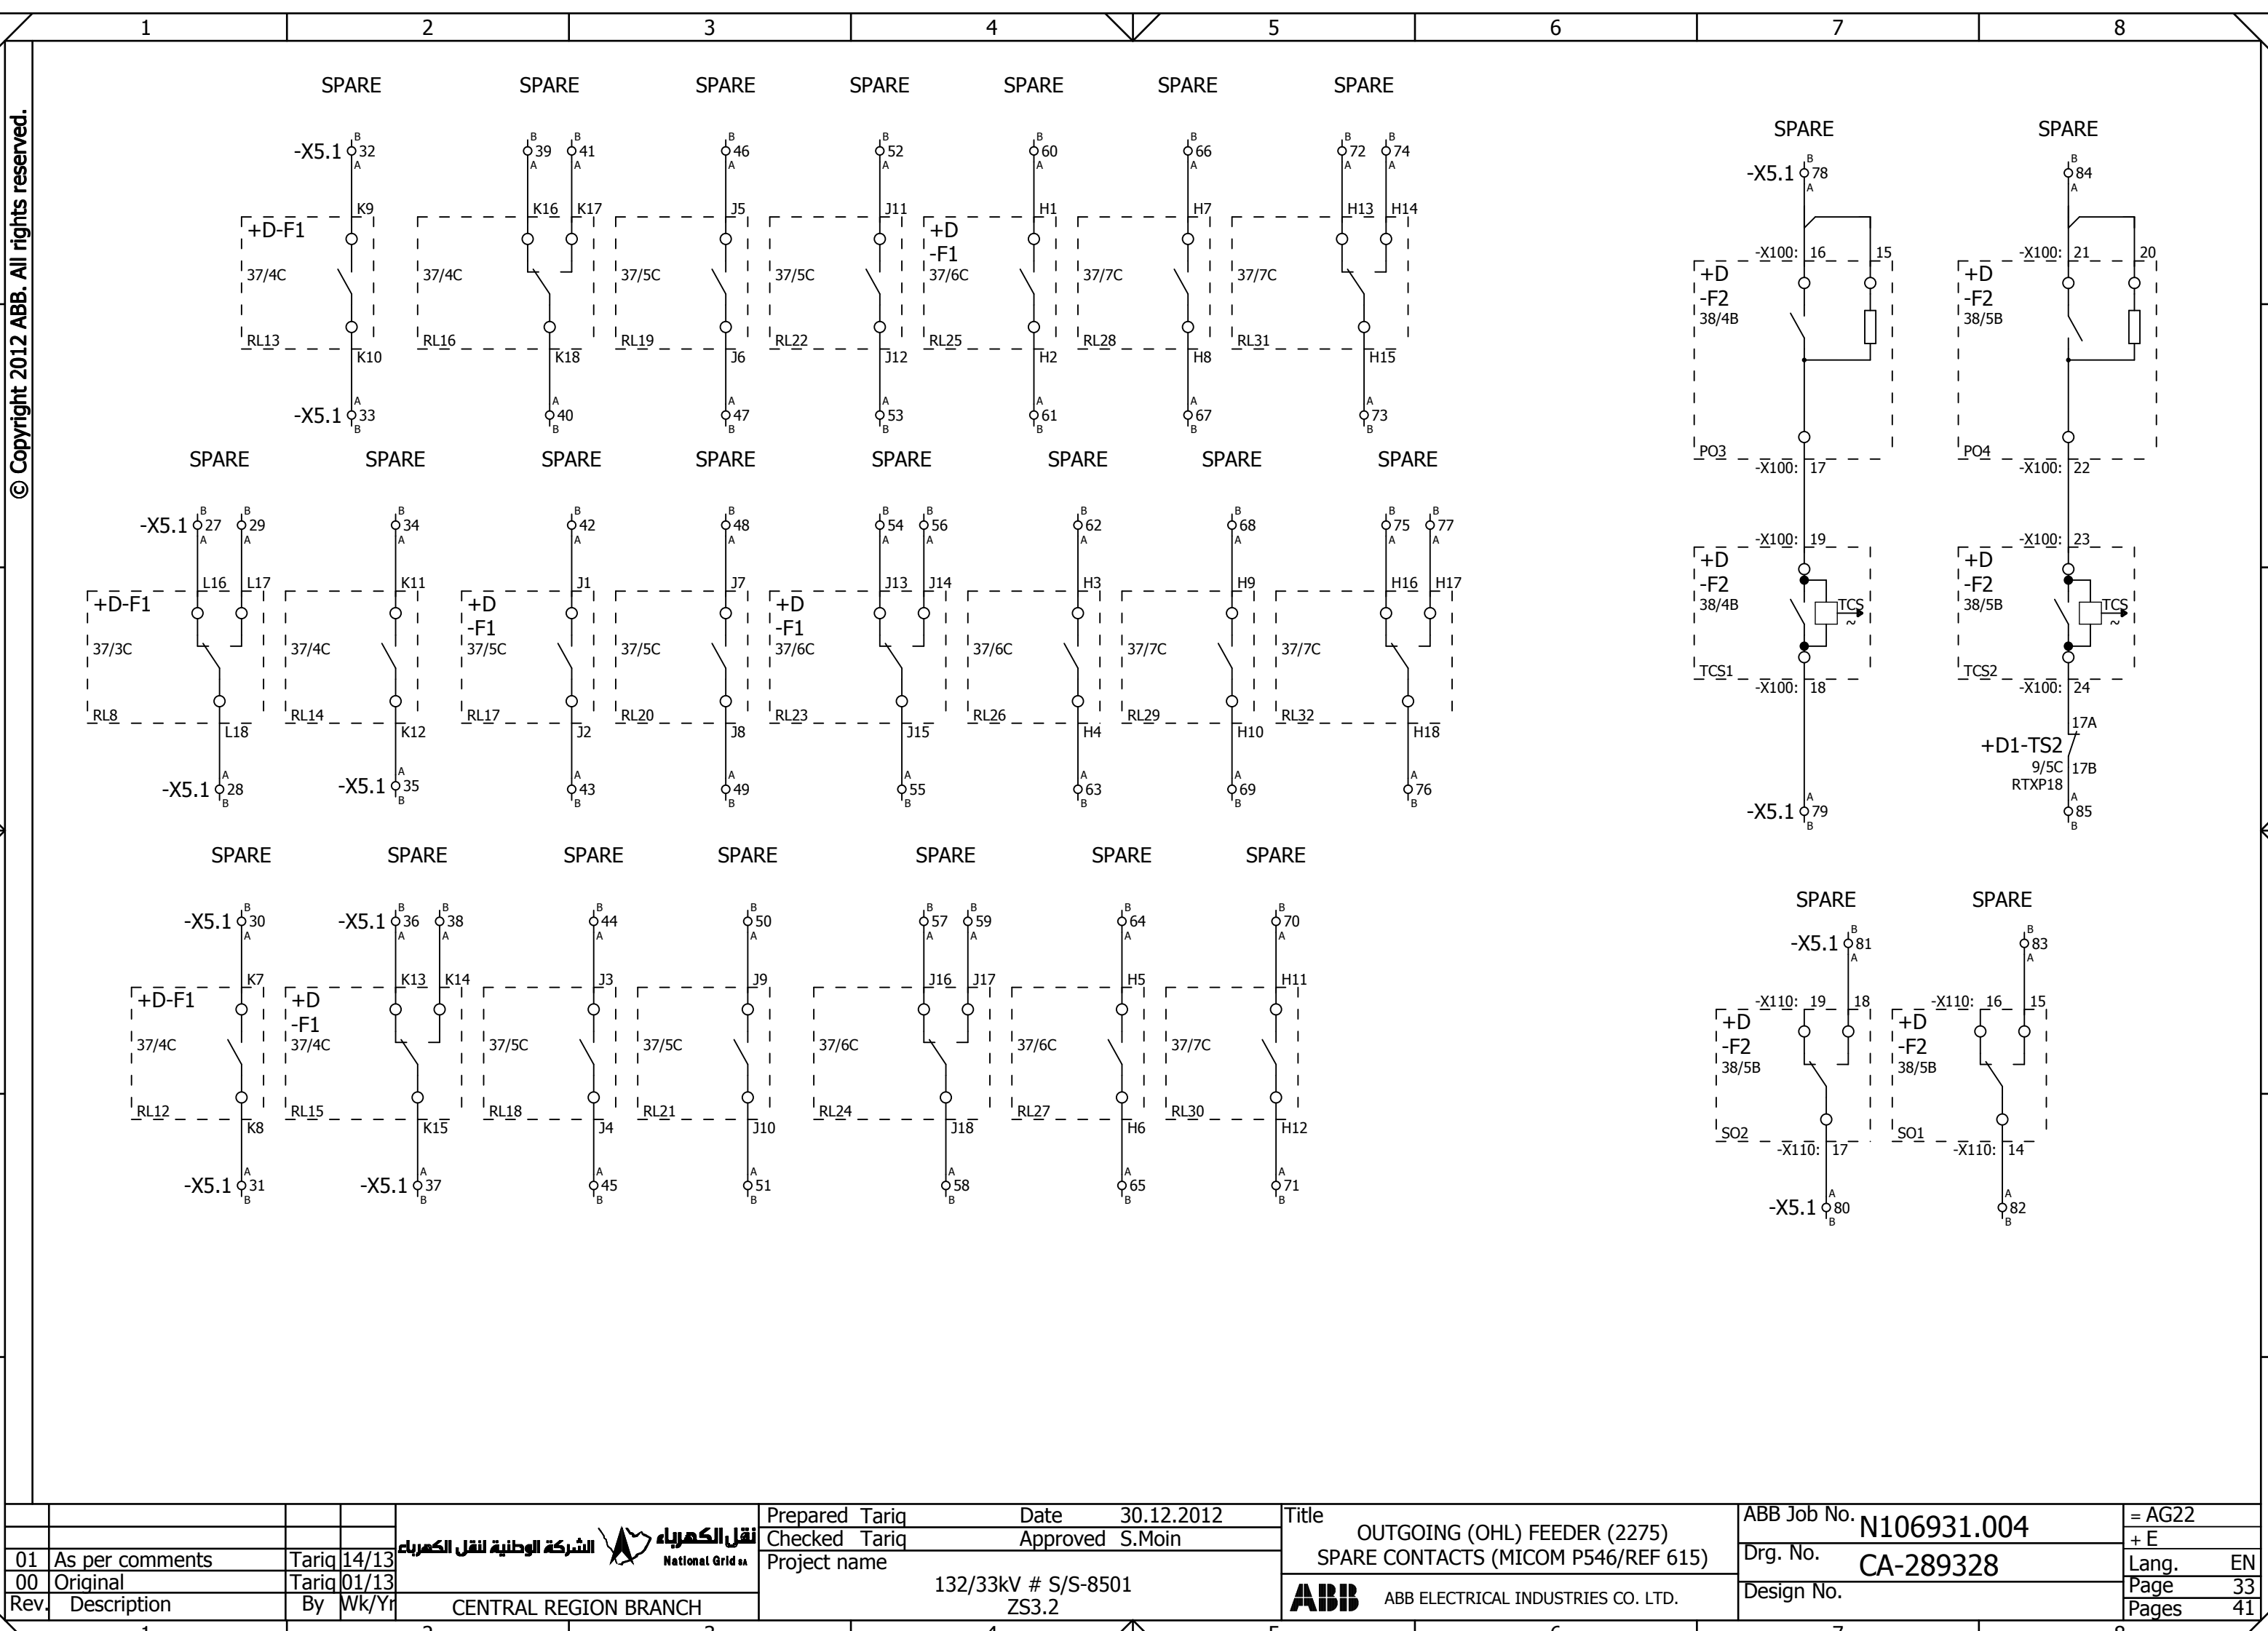 1 2 3 4 5 6 7 8
© Copyright 2012 ABB. All rights reserved.
SPARE SPARE SPARE SPARE SPARE SPARE SPARE
B B B B B B B B B
-X5.1 32 39 41 46 52 60 66 72 74
A A A A A A A A A
K9 K16 K17 J5 J11 H1 H7 H13 H14
+D-F1 +D
-F1
37/4C 37/4C 37/5C 37/5C 37/6C 37/7C 37/7C
RL13 RL16 RL19 RL22 RL25 RL28 RL31
K10 K18 J6 J12 H2 H8 H15
A A A A A A A
-X5.1 33 40 47 53 61 67 73
B B B B B B B
SPARE SPARE SPARE SPARE SPARE SPARE SPARE SPARE
B B B B B B B B B B B
-X5.1 27 29 34 42 48 54 56 62 68 75 77
A A A A A A A A A A A
L16 L17 K11 J1 J7 J13 J14 H3 H9 H16 H17
+D-F1 +D +D
-F1 -F1
37/3C 37/4C 37/5C 37/5C 37/6C 37/6C 37/7C 37/7C
RL8 RL14 RL17 RL20 RL23 RL26 RL29 RL32
L18 K12 J2 J8 J15 H4 H10 H18
A A A A A A A A
-X5.1 28 -X5.1 35 43 49 55 63 69 76
B B B B B B B B
SPARE SPARE SPARE SPARE SPARE SPARE SPARE
B B B B B B B B B
-X5.1 30 -X5.1 36 38 44 50 57 59 64 70
A A A A A A A A A
K7 K13 K14 J3 J9 J16 J17 H5 H11
+D-F1 +D
-F1
37/4C 37/4C 37/5C 37/5C 37/6C 37/6C 37/7C
RL12 RL15 RL18 RL21 RL24 RL27 RL30
K8 K15 J4 J10 J18 H6 H12
A A A A A A A
-X5.1 31 -X5.1 37 45 51 58 65 71
B B B B B B B
SPARE SPARE
B B
-X5.1 78 84
A A
-X100: 16 15 -X100: 21 20
+D +D
-F2 -F2
38/4B 38/5B
PO3 PO4
-X100: 17 -X100: 22
-X100: 19 -X100: 23
+D +D
-F2 -F2
38/4B TCS 38/5B TCS
~ ~
TCS1 TCS2
-X100: 18 -X100: 24
17A
+D1-TS2
9/5C 17B
RTXP18
A A
-X5.1 79 85
B B
SPARE SPARE
B B
-X5.1 81 83
A A
-X110: 19 18 -X110: 16 15
+D +D
-F2 -F2
38/5B 38/5B
SO2 SO1
-X110: 17 -X110: 14
A A
-X5.1 80 82
B B
01 As per comments Tariq 14/13
00 Original Tariq 01/13
Rev. Description By Wk/Yr
الشركة الوطنية لنقل الكهرباء نقل الكهرباء
National Grid SA
CENTRAL REGION BRANCH
Prepared Tariq Date 30.12.2012
Checked Tariq Approved S.Moin
Project name
132/33kV # S/S-8501
ZS3.2
Title
OUTGOING (OHL) FEEDER (2275)
SPARE CONTACTS (MICOM P546/REF 615)
ABB ABB ELECTRICAL INDUSTRIES CO. LTD.
ABB Job No. N106931.004
Drg. No. CA-289328
Design No.
= AG22
+ E
Lang. EN
Page 33
Pages 41
1 2 3 4 5 6 7 8